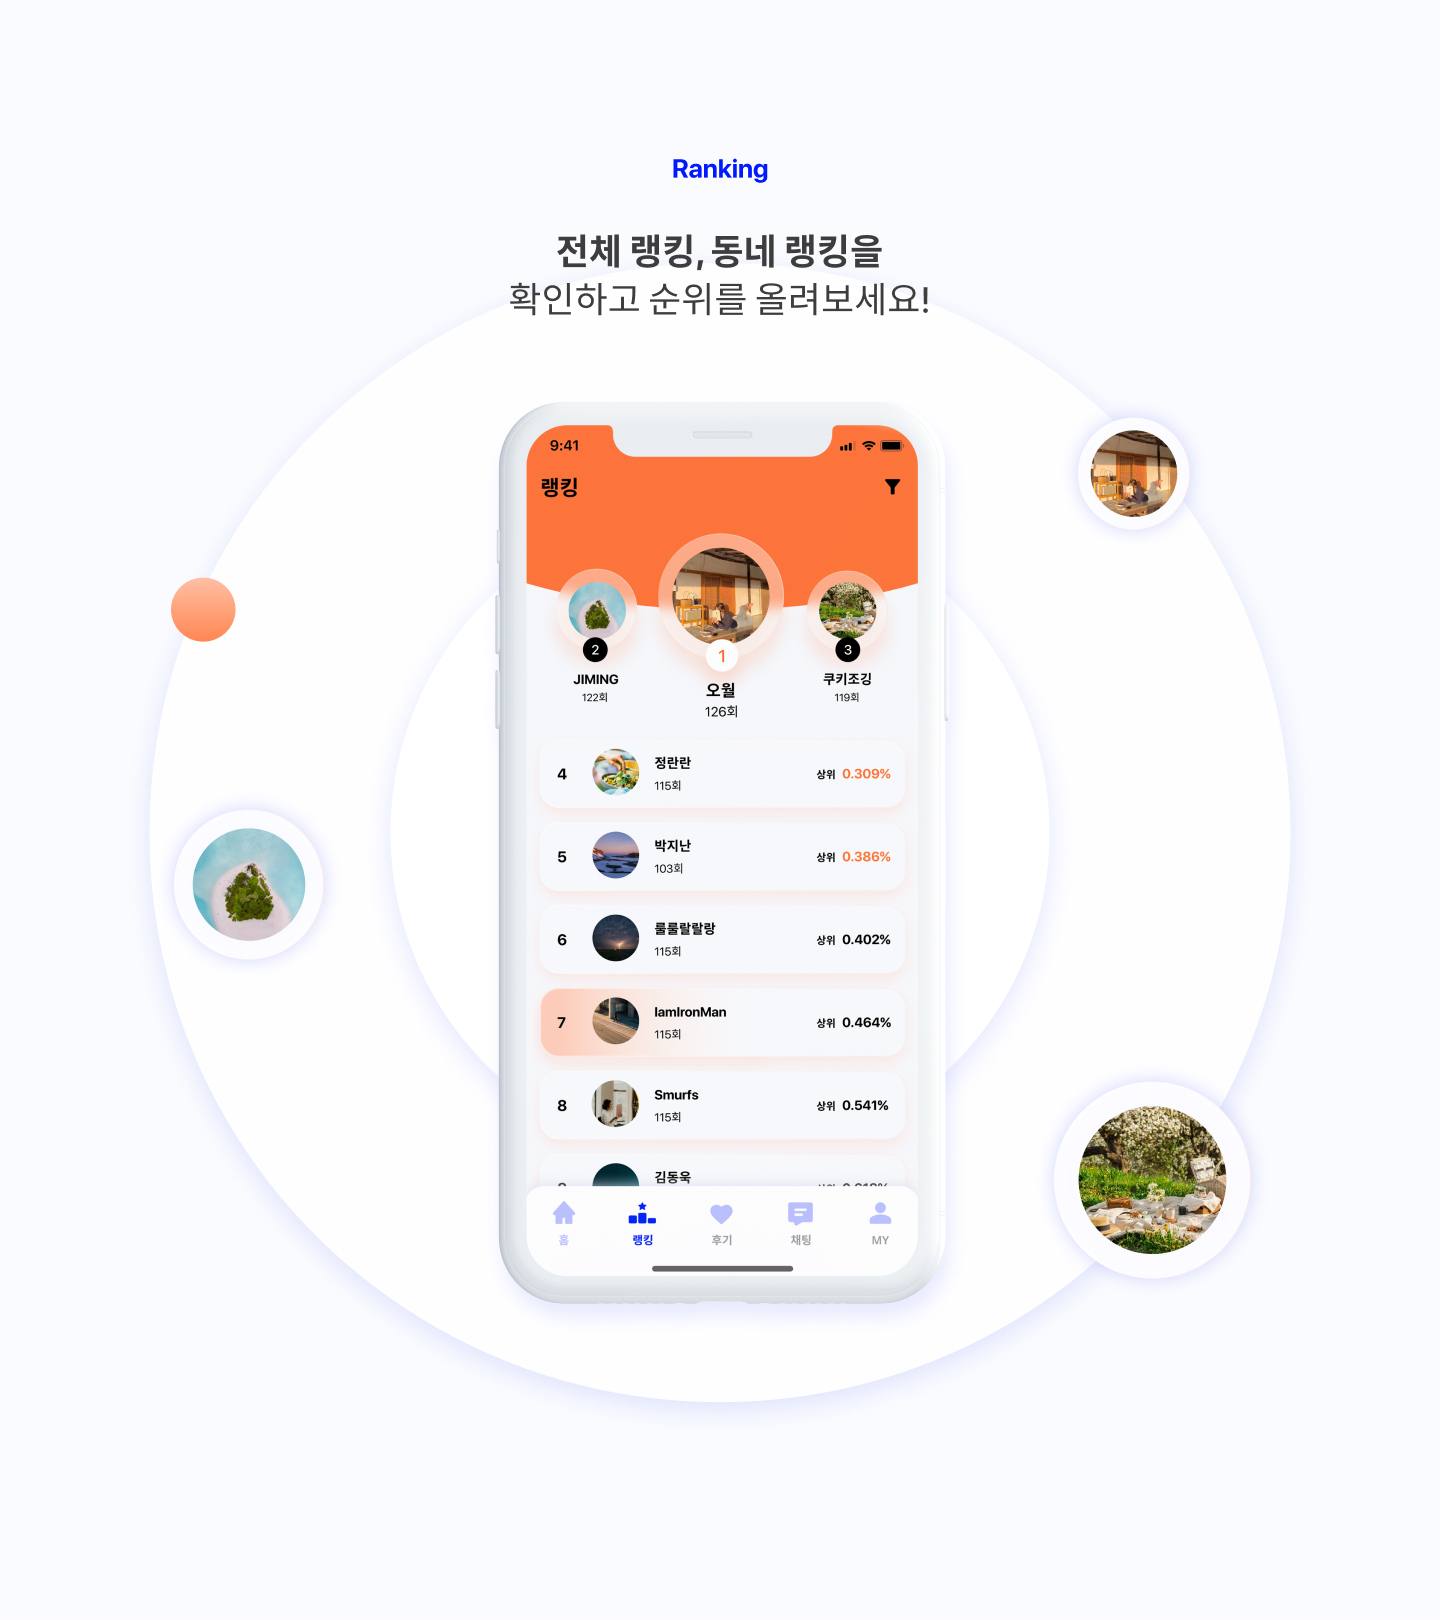 Ranking
전체 랭킹, 동네 랭킹을
확인하고 순위를 올려보세요!
9:41
랭킹
2
JIMING
122회
1
오월
126회
3
쿠키조깅
119회
4
정란란
115회
상위 0.309%
5
박지난
103회
상위 0.386%
6
룰룰랄랄랑
115회
상위 0.402%
7
IamIronMan
115회
상위 0.464%
8
Smurfs
115회
상위 0.541%
김동욱
홈
랭킹
후기
채팅
MY